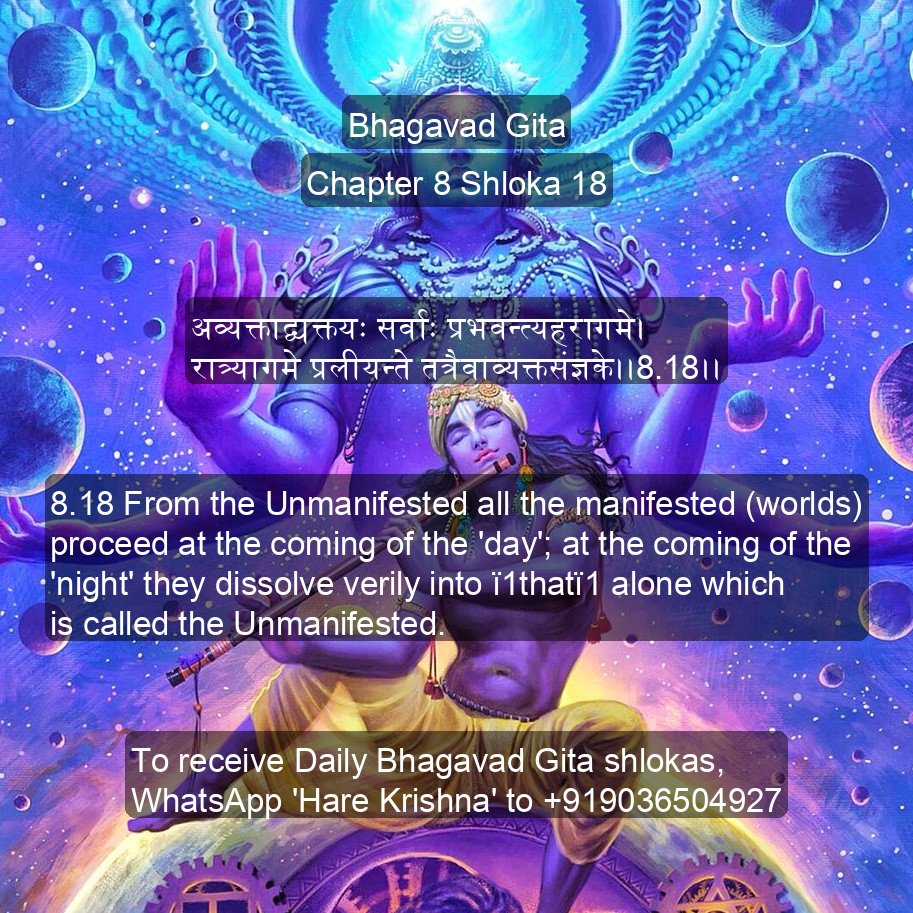 Bhagavad Gita
Chapter 8 Shloka 18
अव्यक्ताद्व्यक्तयः सर्वाः प्रभवन्त्यहरागमे।
रात्र्यागमे प्रलीयन्ते तत्रैवाव्यक्तसंज्ञके।।8.18।।
8.18 From the Unmanifested all the manifested (worlds)
proceed at the coming of the 'day'; at the coming of the
'night' they dissolve verily into ï1thatï1 alone which
is called the Unmanifested.
To receive Daily Bhagavad Gita shlokas,
WhatsApp 'Hare Krishna' to +919036504927